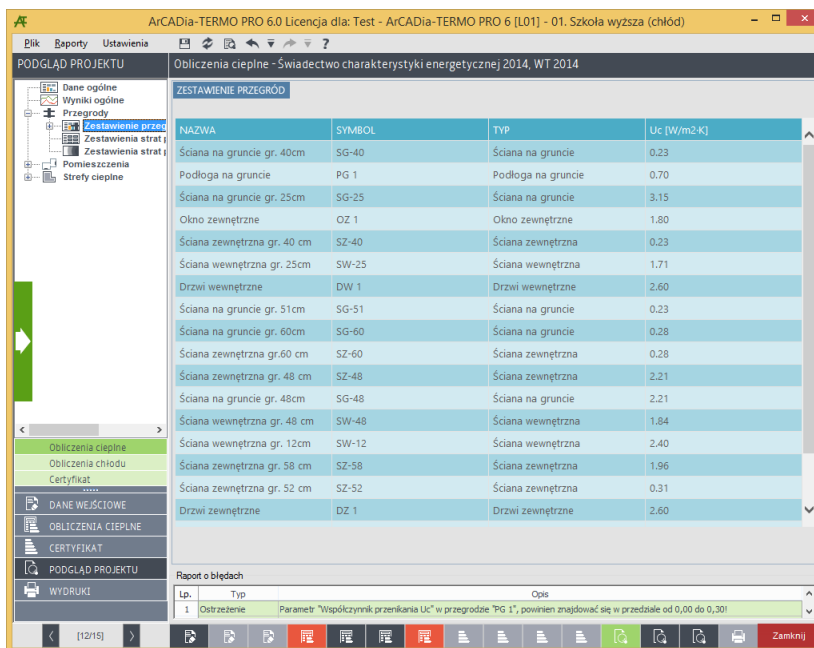 ArCADia-TERMO PRO 6.0 Licencja dla: Test - ArCADia-TERMO PRO 6 [L01] - 01. Szkoła wyższa (chłód)
Plik Raporty Ustawienia
PODGLĄD PROJEKTU
Obliczenia cieplne - Świadectwo charakterystyki energetycznej 2014, WT 2014
Dane ogólne
Wyniki ogólne
Przegrody
Zestawienie przeg
Zestawienia strat
Zestawienia strat
Pomieszczenia
Strefy cieplne
ZESTAWIENIE PRZEGRÓD
NAZWA SYMBOL TYP Uc [W/m2·K]
Ściana na gruncie gr. 40cm SG-40 Ściana na gruncie 0.23
Podłoga na gruncie PG 1 Podłoga na gruncie 0.70
Ściana na gruncie gr. 25cm SG-25 Ściana na gruncie 3.15
Okno zewnętrzne OZ 1 Okno zewnętrzne 1.80
Ściana zewnętrzna gr. 40 cm SZ-40 Ściana zewnętrzna 0.23
Ściana wewnętrzna gr. 25cm SW-25 Ściana wewnętrzna 1.71
Drzwi wewnętrzne DW 1 Drzwi wewnętrzne 2.60
Ściana na gruncie gr. 51cm SG-51 Ściana na gruncie 0.23
Ściana na gruncie gr. 60cm SG-60 Ściana na gruncie 0.28
Ściana zewnętrzna gr.60 cm SZ-60 Ściana zewnętrzna 0.28
Ściana zewnętrzna gr. 48 cm SZ-48 Ściana zewnętrzna 2.21
Ściana na gruncie gr. 48cm SG-48 Ściana na gruncie 2.21
Ściana wewnętrzna gr. 48 cm SW-48 Ściana wewnętrzna 1.84
Ściana wewnętrzna gr. 12cm SW-12 Ściana wewnętrzna 2.40
Ściana zewnętrzna gr. 58 cm SZ-58 Ściana zewnętrzna 1.96
Ściana zewnętrzna gr. 52 cm SZ-52 Ściana zewnętrzna 0.31
Drzwi zewnętrzne DZ 1 Drzwi zewnętrzne 2.60
Obliczenia cieplne
Obliczenia chłodu
Certyfikat
DANE WEJŚCIOWE
OBLICZENIA CIEPLNE
CERTYFIKAT
PODGLĄD PROJEKTU
WYDRUKI
Raport o błędach
Lp. Typ Opis
1 Ostrzeżenie Parametr "Współczynnik przenikania Uc" w przegrodzie "PG 1", powinien znajdować się w przedziale od 0,00 do 0,30!
[12/15]
Zamknij